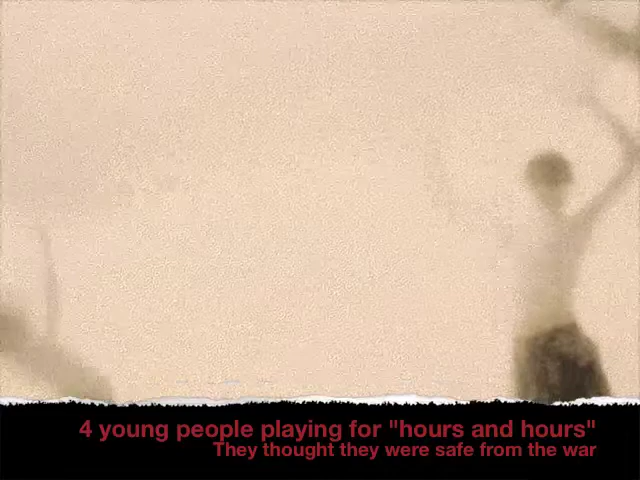 4 young people playing for "hours and hours"
They thought they were safe from the war